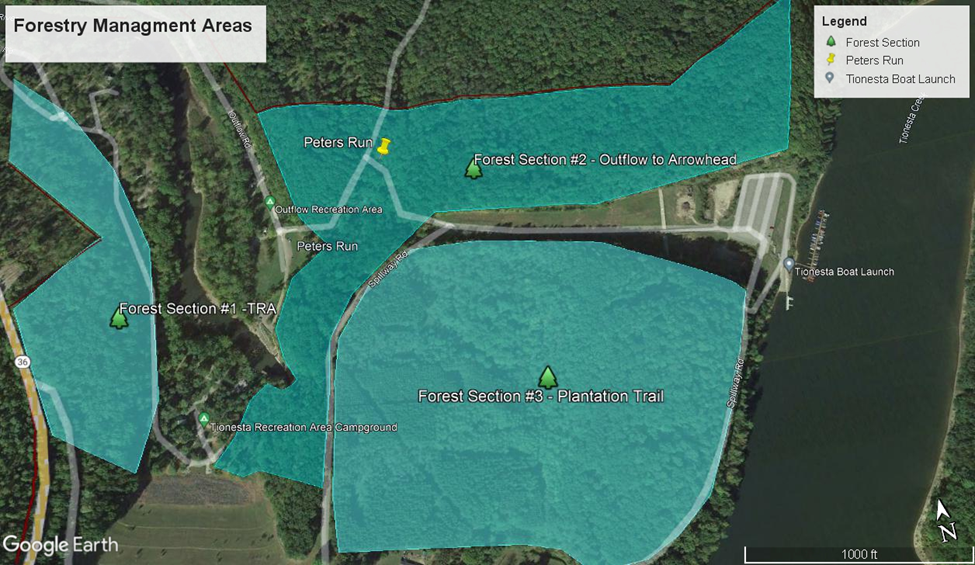 Forestry Managment Areas
Legend
Forest Section
Peters Run
Tionesta Boat Launch
Outflow Rd
Peters Run
Forest Section #2 - Outflow to Arrowhead
Outflow Recreation Area
Peters Run
Spillway Rd
Tionesta Boat Launch
Forest Section #1 -TRA
36
Forest Section #3 - Plantation Trail
Spillway Rd
Tionesta Recreation Area Campground
Google Earth
N
1000 ft